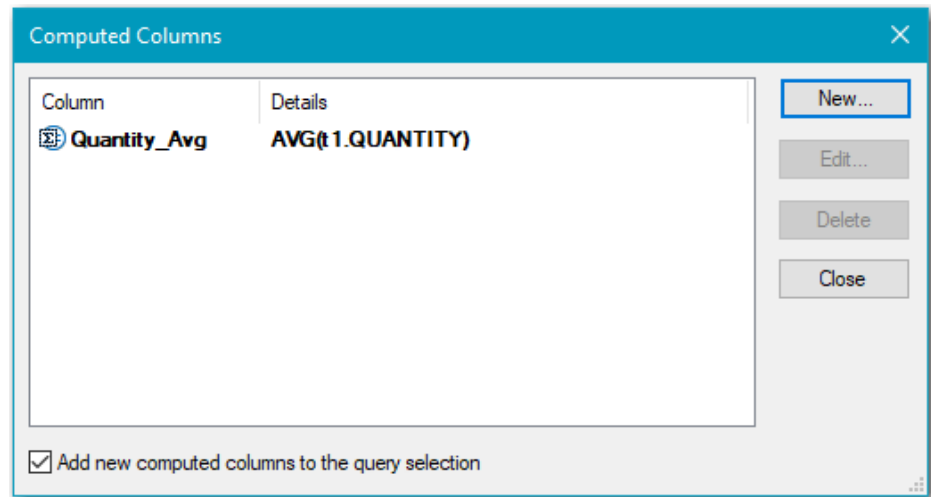 Computed Columns
Column Details
Quantity_Avg AVG(t1.QUANTITY)
New...
Edit...
Delete
Close
Add new computed columns to the query selection